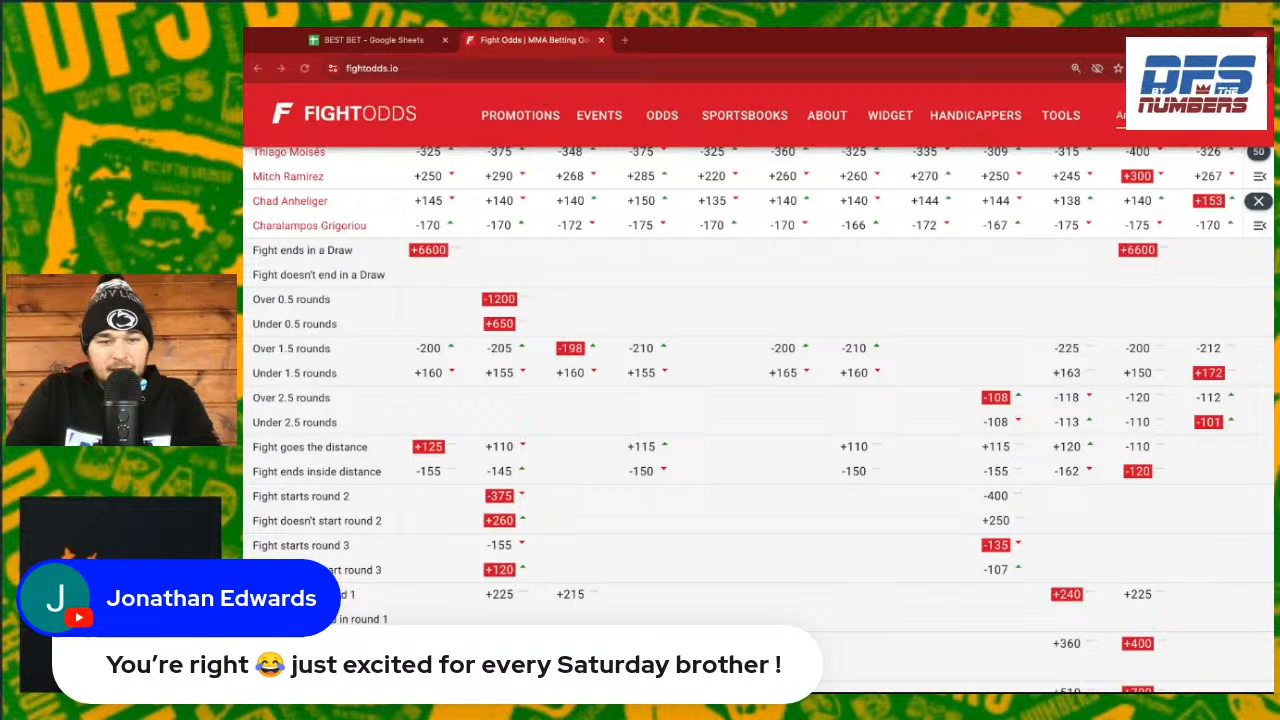 BEST BET - Google Sheets
Fight Odds | MMA Betting O
fightodds.io
DFS
BY THE
NUMBERS
F FIGHTODDS
PROMOTIONS EVENTS ODDS SPORTSBOOKS ABOUT WIDGET HANDICAPPERS TOOLS
Thiago Moisés -325 -375 -348 -375 -325 -360 -325 -335 -309 -315 -400 -326 50
Mitch Ramirez +250 +290 +268 +285 +220 +260 +260 +270 +250 +245 +300 +267
Chad Anheliger +145 +140 +140 +150 +135 +140 +140 +144 +144 +138 +140 +153
Charalampos Grigoriou -170 -170 -172 -175 -170 -170 -166 -172 -167 -175 -175 -170
Fight ends in a Draw +6600 +6600
Fight doesn't end in a Draw
Over 0.5 rounds -1200
Under 0.5 rounds +650
Over 1.5 rounds -200 -205 -198 -210 -200 -210 -225 -200 -212
Under 1.5 rounds +160 +155 +160 +155 +165 +160 +163 +150 +172
Over 2.5 rounds -108 -118 -120 -112
Under 2.5 rounds -108 -113 -110 -101
Fight goes the distance +125 +110 +115 +110 +115 +120 -110
Fight ends inside distance -155 -145 -150 -150 -155 -162 -120
Fight starts round 2 -375 -400
Fight doesn't start round 2 +260 +250
Fight starts round 3 -155 -135
art round 3 +120 -107
d 1 +225 +215 +240 +225
d in round 1
+360 +400
J
Jonathan Edwards
You're right 😂 just excited for every Saturday brother !